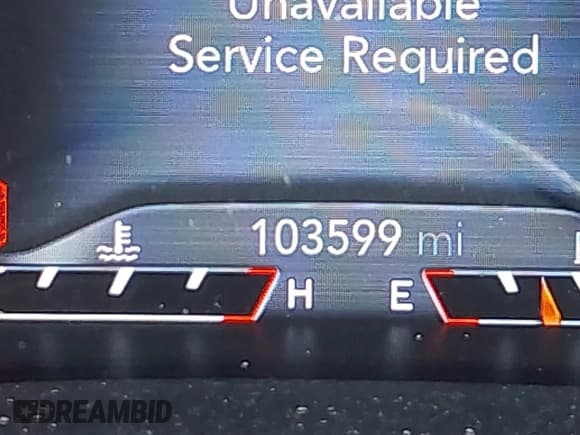 Unavailable
Service Required
103599 mi
H E
DREAMBID